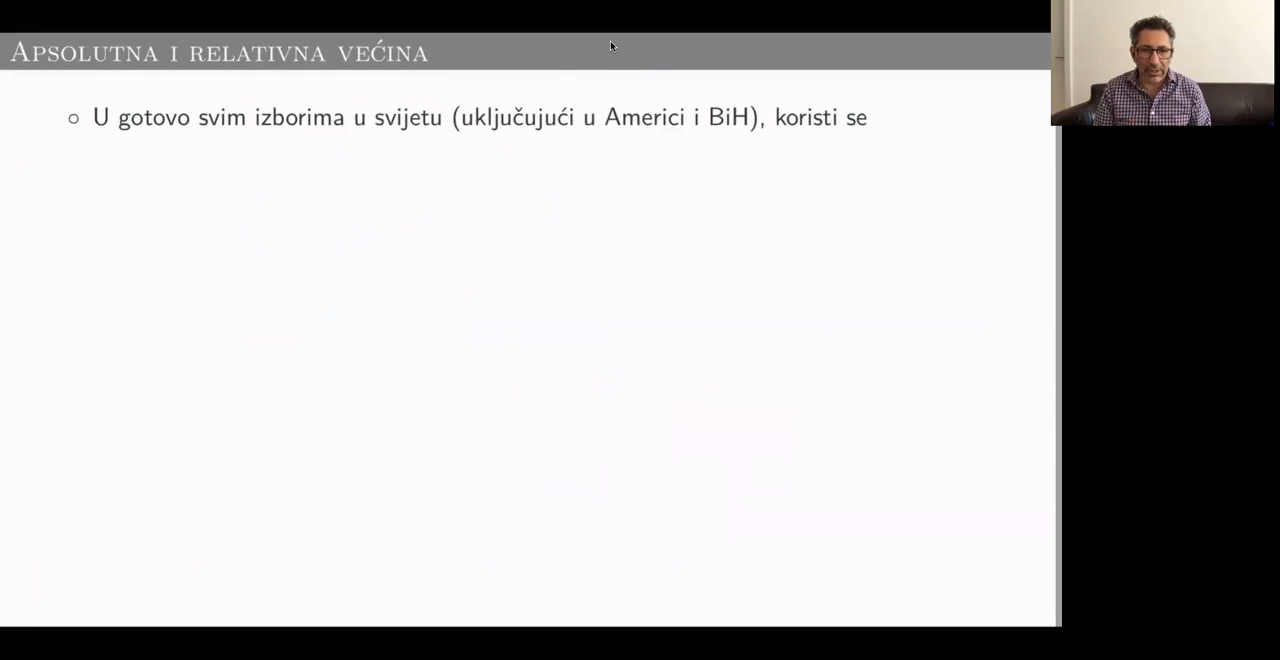 Apsolutna i relativna većina
U gotovo svim izborima u svijetu (uključujući u Americi i BiH), koristi se